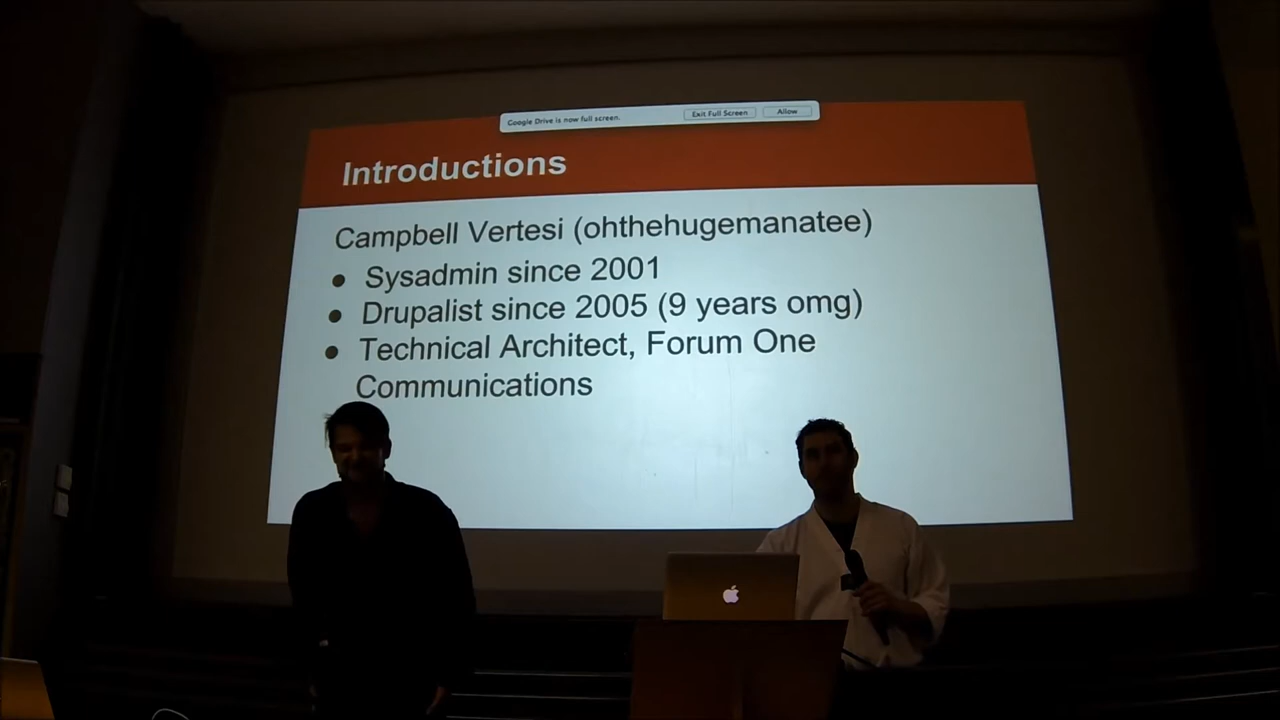 Google Drive is now full screen. Exit Full Screen Allow
Introductions
Campbell Vertesi (ohthehugemanatee)
● Sysadmin since 2001
● Drupalist since 2005 (9 years omg)
● Technical Architect, Forum One
Communications